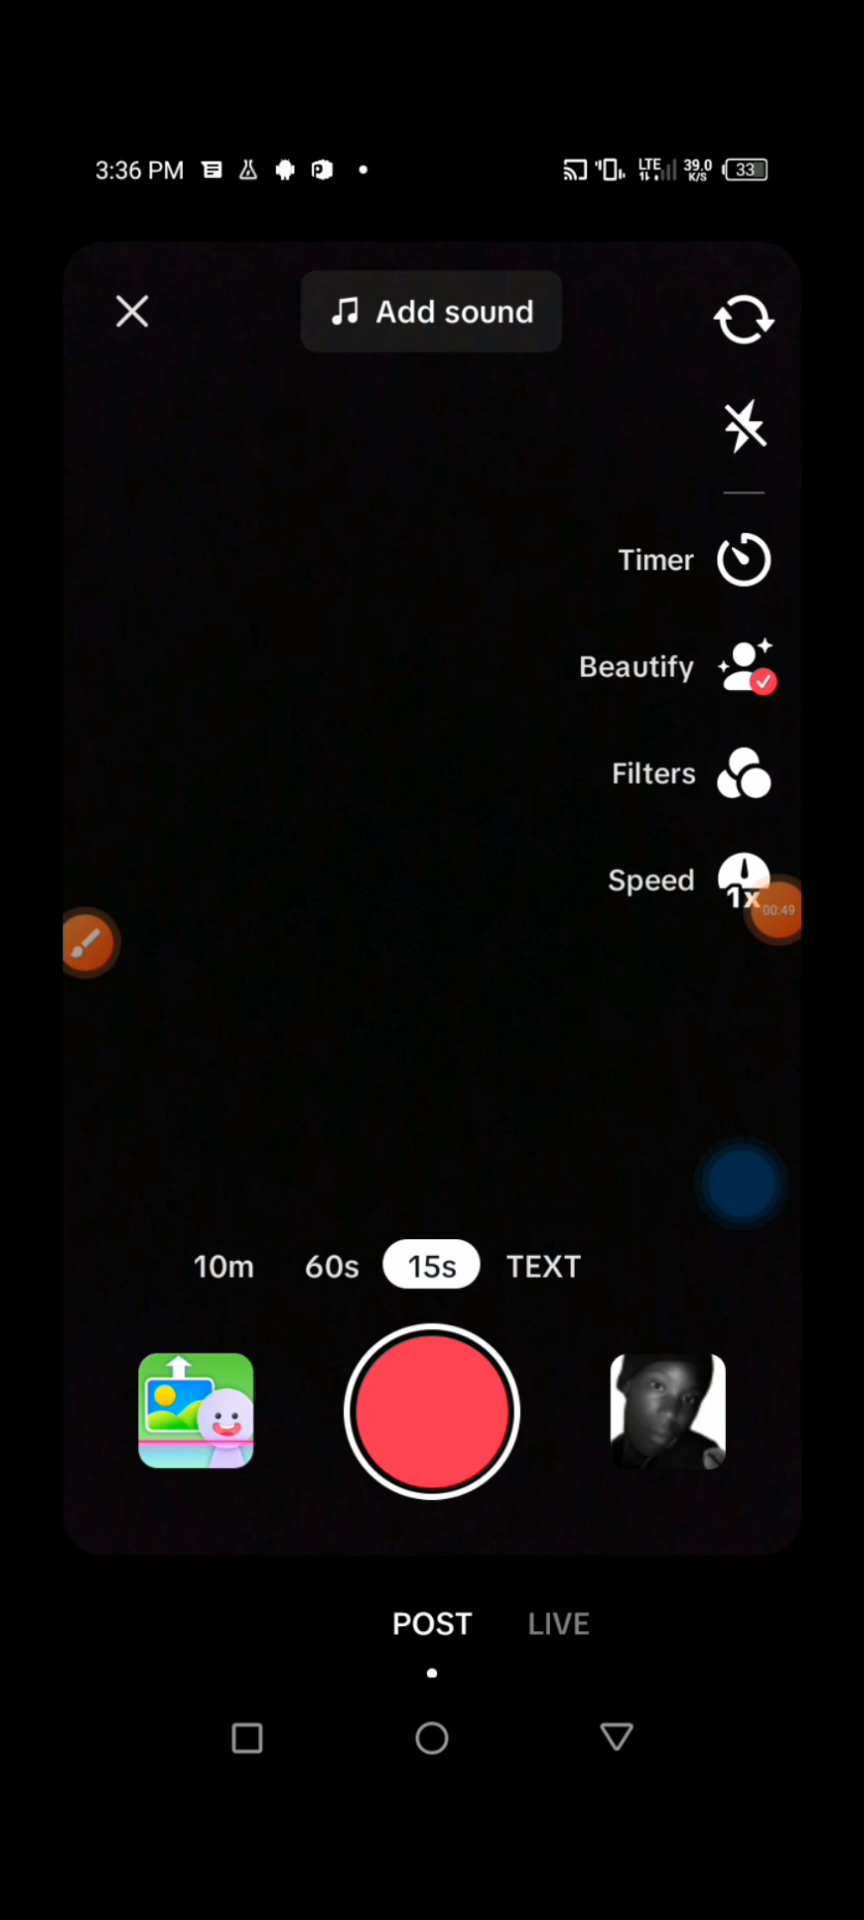 3:36 PM LTE 39.0 K/S 33
Add sound
Timer
Beautify
Filters
Speed
1x
00:49
10m 60s 15s TEXT
POST LIVE